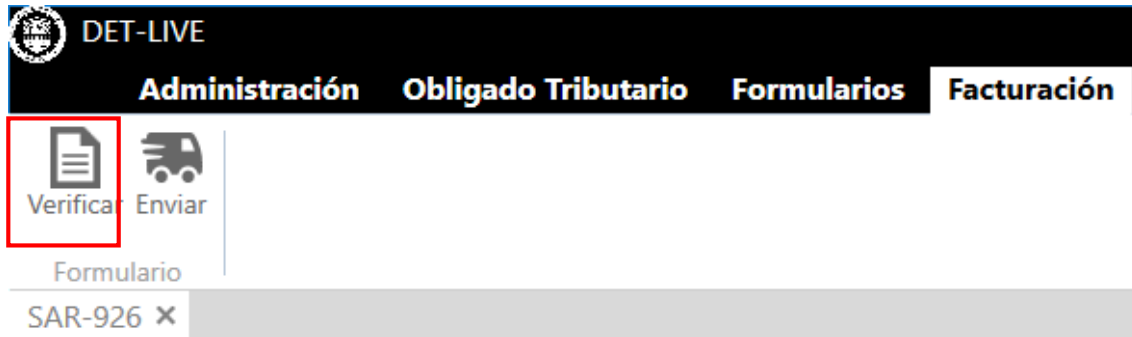 DET-LIVE
Administración Obligado Tributario Formularios Facturación
Verificar Enviar
Formulario
SAR-926 ×